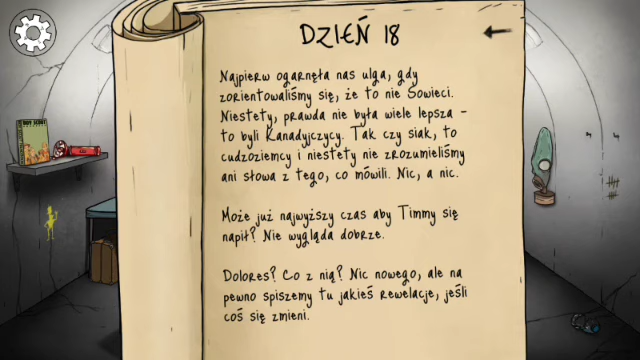 DZIEŃ 18
Najpierw ogarnęła nas ulga, gdy
zorientowaliśmy się, że to nie Sowieci.
Niestety, prawda nie była wiele lepsza -
to byli Kanadyjczycy. Tak czy siak, to
cudzoziemcy i niestety nie zrozumieliśmy
ani słowa z tego, co mówili. Nic, a nic.
Może już najwyższy czas aby Timmy się
napił? Nie wygląda dobrze.
Dolores? Co z nią? Nic nowego, ale na
pewno spiszemy tu jakieś rewelacje, jeśli
coś się zmieni.